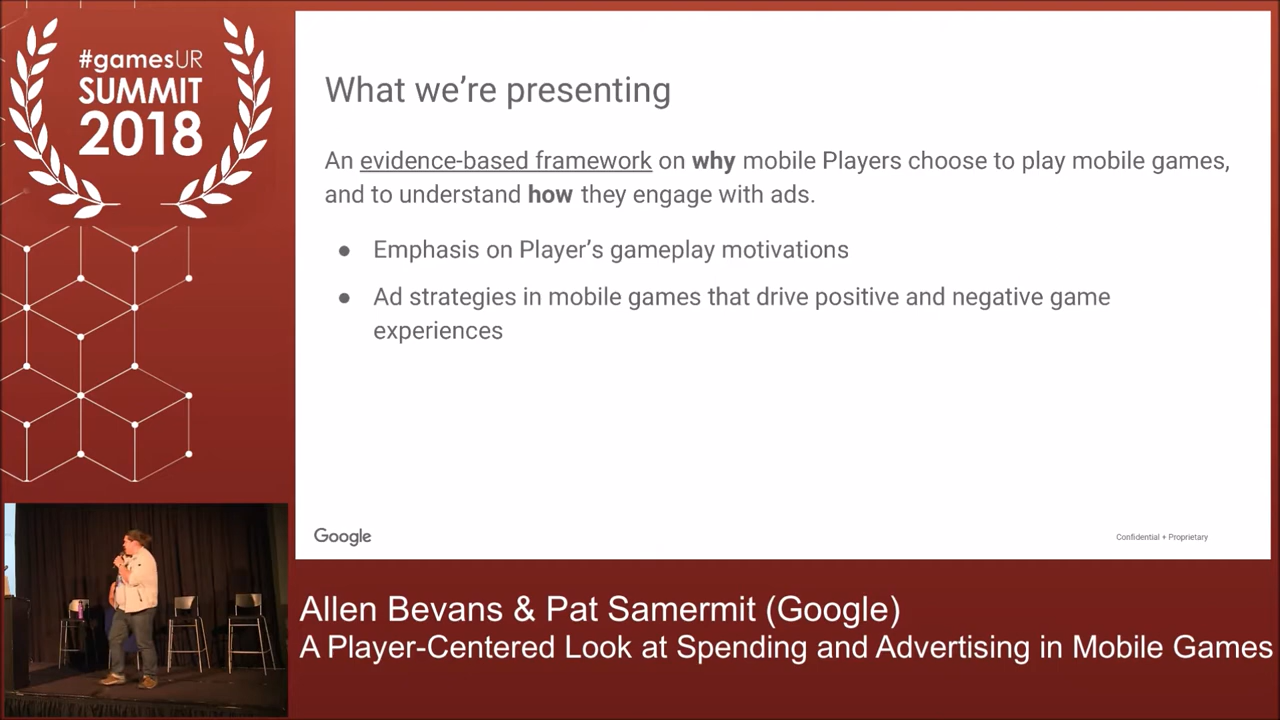 #gamesUR
SUMMIT
2018
What we’re presenting
An evidence-based framework on why mobile Players choose to play mobile games,
and to understand how they engage with ads.
● Emphasis on Player’s gameplay motivations
● Ad strategies in mobile games that drive positive and negative game
experiences
Google
Confidential + Proprietary
Allen Bevans & Pat Samermit (Google)
A Player-Centered Look at Spending and Advertising in Mobile Games